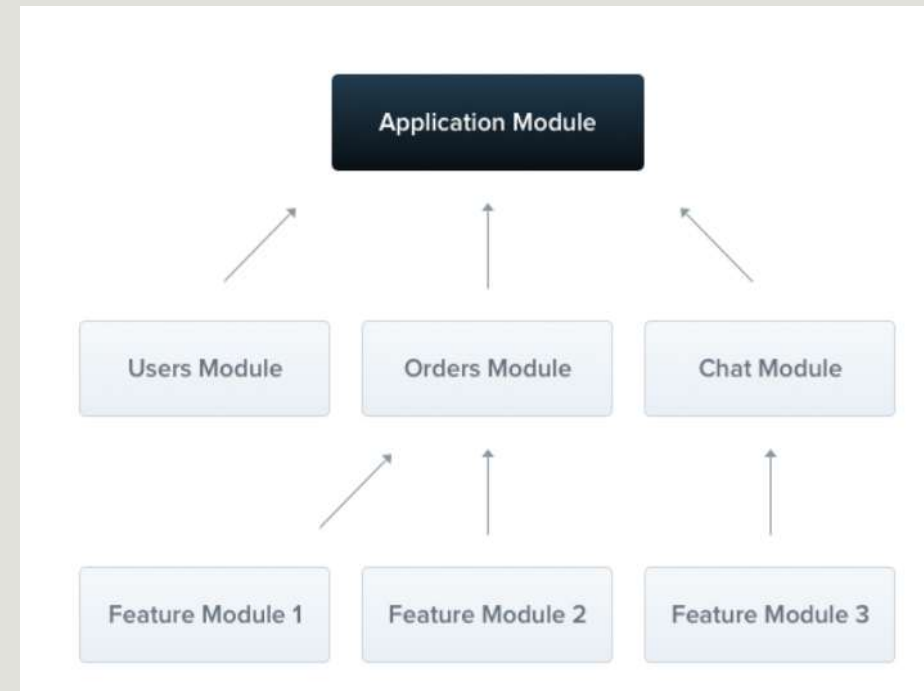 Application Module
Users Module
Orders Module
Chat Module
Feature Module 1
Feature Module 2
Feature Module 3